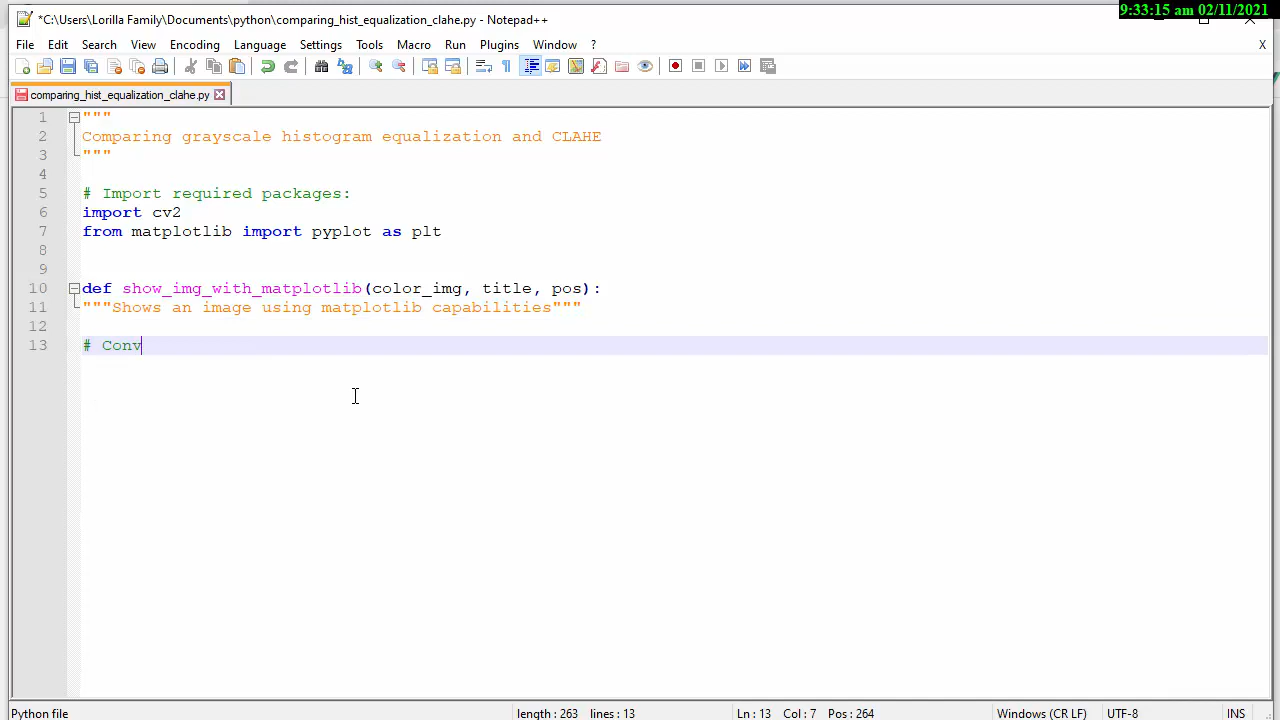 9:33:15 am 02/11/2021
*C:\Users\Lorilla Family\Documents\python\comparing_hist_equalization_clahe.py - Notepad++
File Edit Search View Encoding Language Settings Tools Macro Run Plugins Window ? X
comparing_hist_equalization_clahe.py
1 """
2 Comparing grayscale histogram equalization and CLAHE
3 """
4
5 # Import required packages:
6 import cv2
7 from matplotlib import pyplot as plt
8
9
10 def show_img_with_matplotlib(color_img, title, pos):
11 """Shows an image using matplotlib capabilities"""
12
13 # Conv
Python file length : 263 lines : 13 Ln : 13 Col : 7 Pos : 264 Windows (CR LF) UTF-8 INS